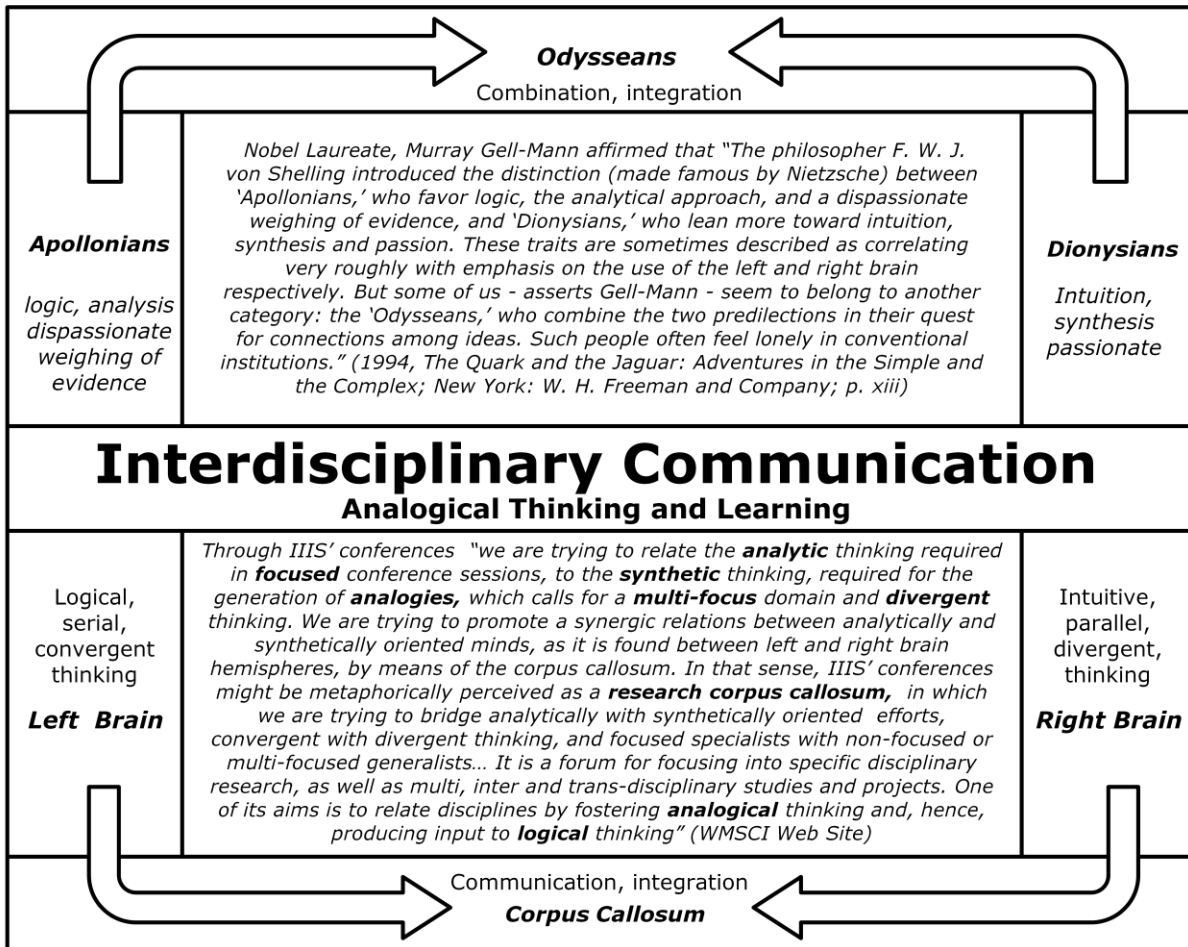 Odysseans
Combination, integration
Apollonians
logic, analysis
dispassionate
weighing of
evidence
Nobel Laureate, Murray Gell-Mann affirmed that “The philosopher F. W. J.
von Shelling introduced the distinction (made famous by Nietzsche) between
‘Apollonians,’ who favor logic, the analytical approach, and a dispassionate
weighing of evidence, and ‘Dionysians,’ who lean more toward intuition,
synthesis and passion. These traits are sometimes described as correlating
very roughly with emphasis on the use of the left and right brain
respectively. But some of us - asserts Gell-Mann - seem to belong to another
category: the ‘Odysseans,’ who combine the two predilections in their quest
for connections among ideas. Such people often feel lonely in conventional
institutions.” (1994, The Quark and the Jaguar: Adventures in the Simple and
the Complex; New York: W. H. Freeman and Company; p. xiii)
Dionysians
Intuition,
synthesis
passionate
Interdisciplinary Communication
Analogical Thinking and Learning
Logical,
serial,
convergent
thinking
Left Brain
Through IIIS’ conferences “we are trying to relate the analytic thinking required
in focused conference sessions, to the synthetic thinking, required for the
generation of analogies, which calls for a multi-focus domain and divergent
thinking. We are trying to promote a synergic relations between analytically and
synthetically oriented minds, as it is found between left and right brain
hemispheres, by means of the corpus callosum. In that sense, IIIS’ conferences
might be metaphorically perceived as a research corpus callosum, in which
we are trying to bridge analytically with synthetically oriented efforts,
convergent with divergent thinking, and focused specialists with non-focused or
multi-focused generalists… It is a forum for focusing into specific disciplinary
research, as well as multi, inter and trans-disciplinary studies and projects. One
of its aims is to relate disciplines by fostering analogical thinking and, hence,
producing input to logical thinking” (WMSCI Web Site)
Intuitive,
parallel,
divergent,
thinking
Right Brain
Communication, integration
Corpus Callosum